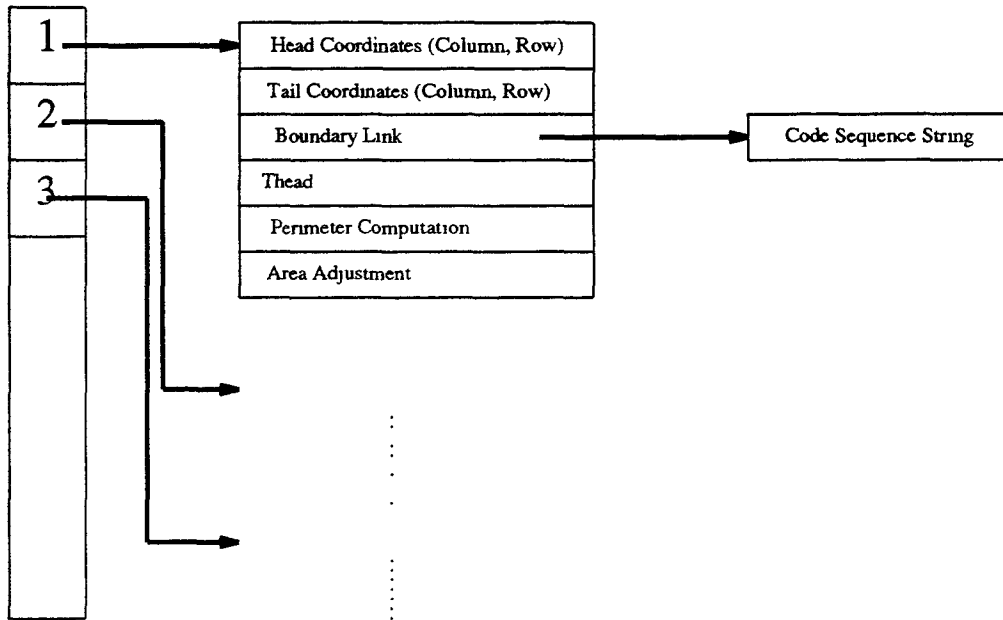 1
Head Coordinates (Column, Row)
Tail Coordinates (Column, Row)
2
Boundary Link
Code Sequence String
3
Thead
Perimeter Computation
Area Adjustment